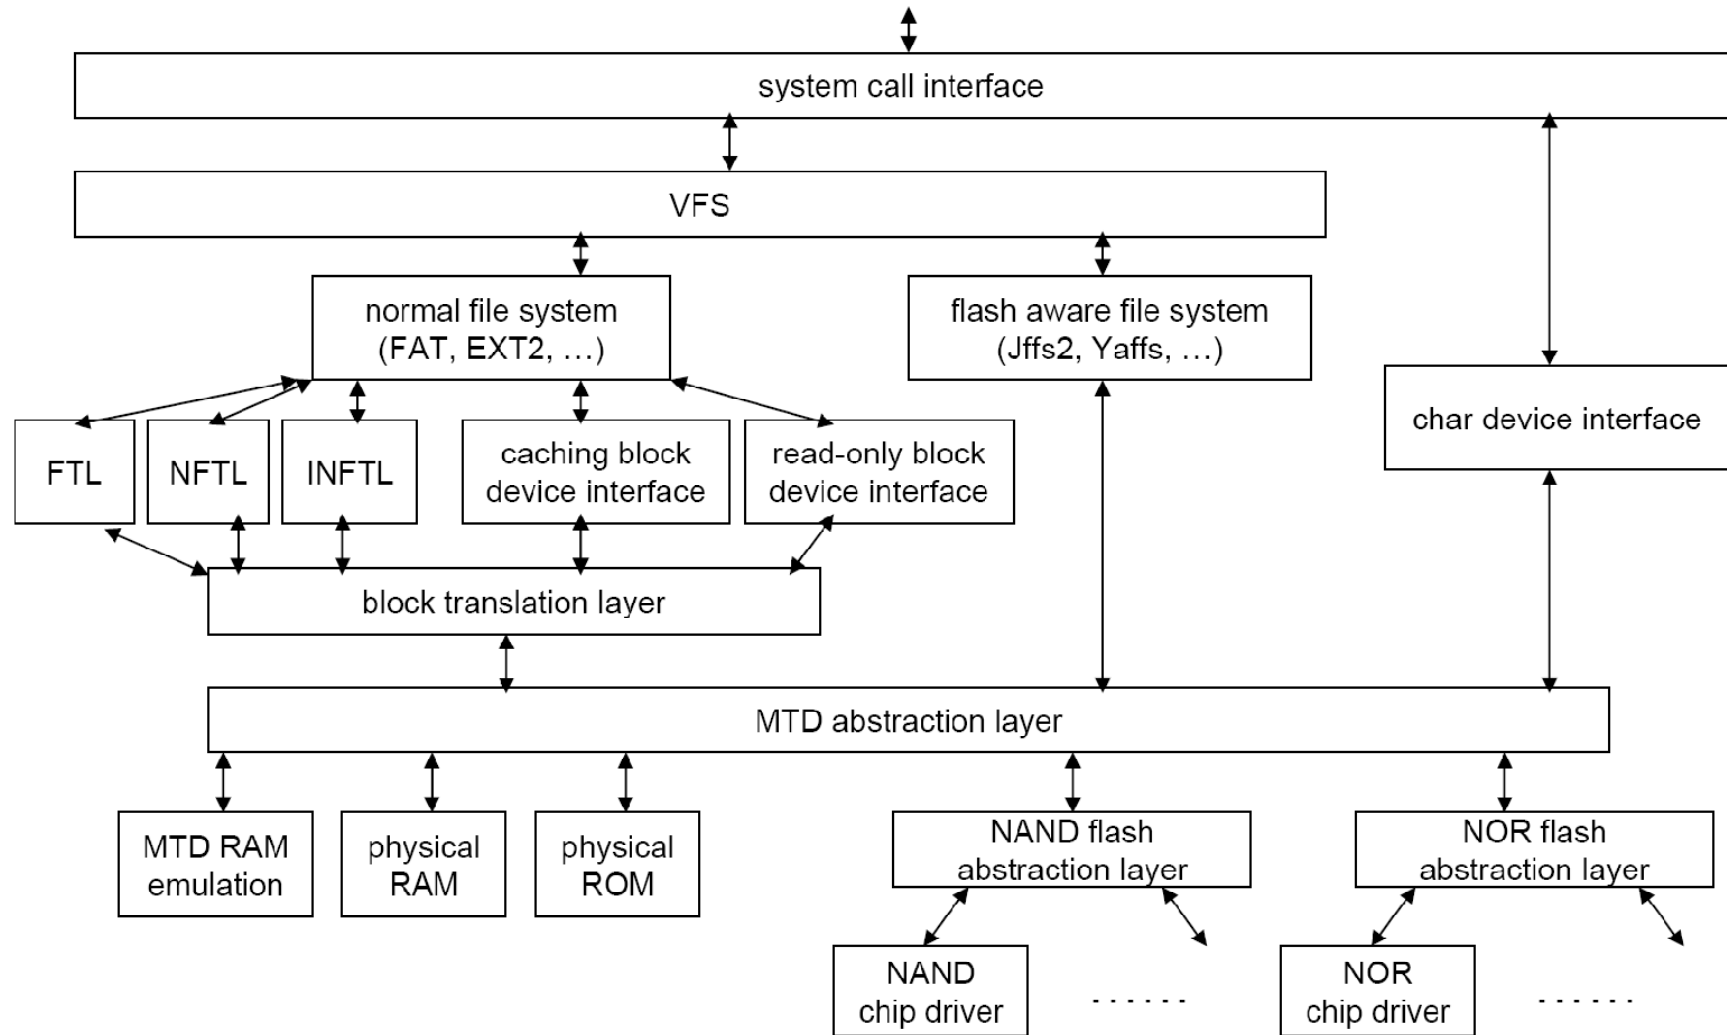 system call interface
VFS
normal file system
(FAT, EXT2, …)
flash aware file system
(Jffs2, Yaffs, …)
char device interface
FTL
NFTL
INFTL
caching block
device interface
read-only block
device interface
block translation layer
MTD abstraction layer
MTD RAM
emulation
physical
RAM
physical
ROM
NAND flash
abstraction layer
NOR flash
abstraction layer
NAND
chip driver
- - - - - -
NOR
chip driver
- - - - - -